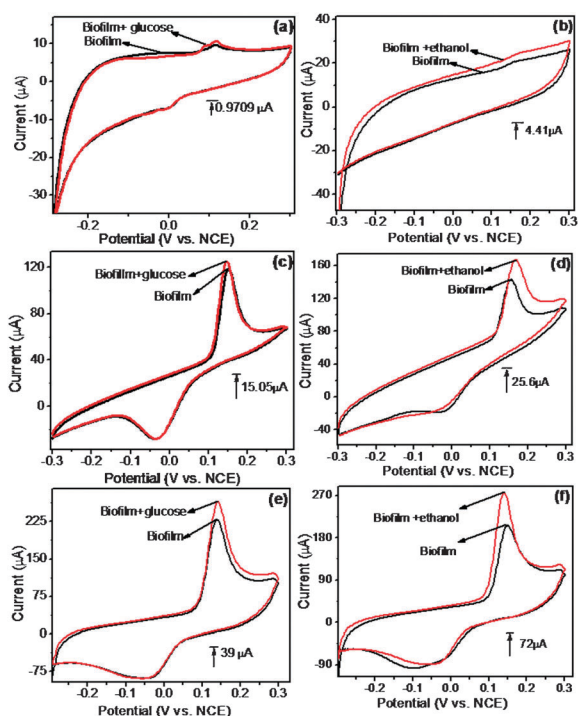 (a)
Biofilm+ glucose
Biofilm
0.9709 µA
Current (µA)
10
0
-10
-20
-30
-0.2
0.0
0.2
Potential (V vs. NCE)
(b)
Biofilm +ethanol
Biofilm
4.41µA
Current (µA)
40
20
0
-20
-40
-0.3
-0.2
-0.1
0.0
0.1
0.2
0.3
Potential (V vs. NCE)
(c)
Biofillm+glucose
Biofilm
15.05µA
Current (µA)
120
80
40
0
-0.3
-0.2
-0.1
0.0
0.1
0.2
0.3
Potential (V vs. NCE)
(d)
Biofilm+ethanol
Biofilm
25.6µA
Current (µA)
160
120
80
40
0
-40
-0.3
-0.2
-0.1
0.0
0.1
0.2
0.3
Potential (V vs. NCE)
(e)
Biofilm+glucose
Biofilm
39 µA
Current (µA)
225
150
75
0
-75
-0.2
-0.1
0.0
0.1
0.2
0.3
Potential (V vs. NCE)
(f)
Biofilm +ethanol
Biofilm
72µA
Current (µA)
270
180
90
0
-90
-0.3
-0.2
-0.1
0.0
0.1
0.2
0.3
Potential (V vs. NCE)